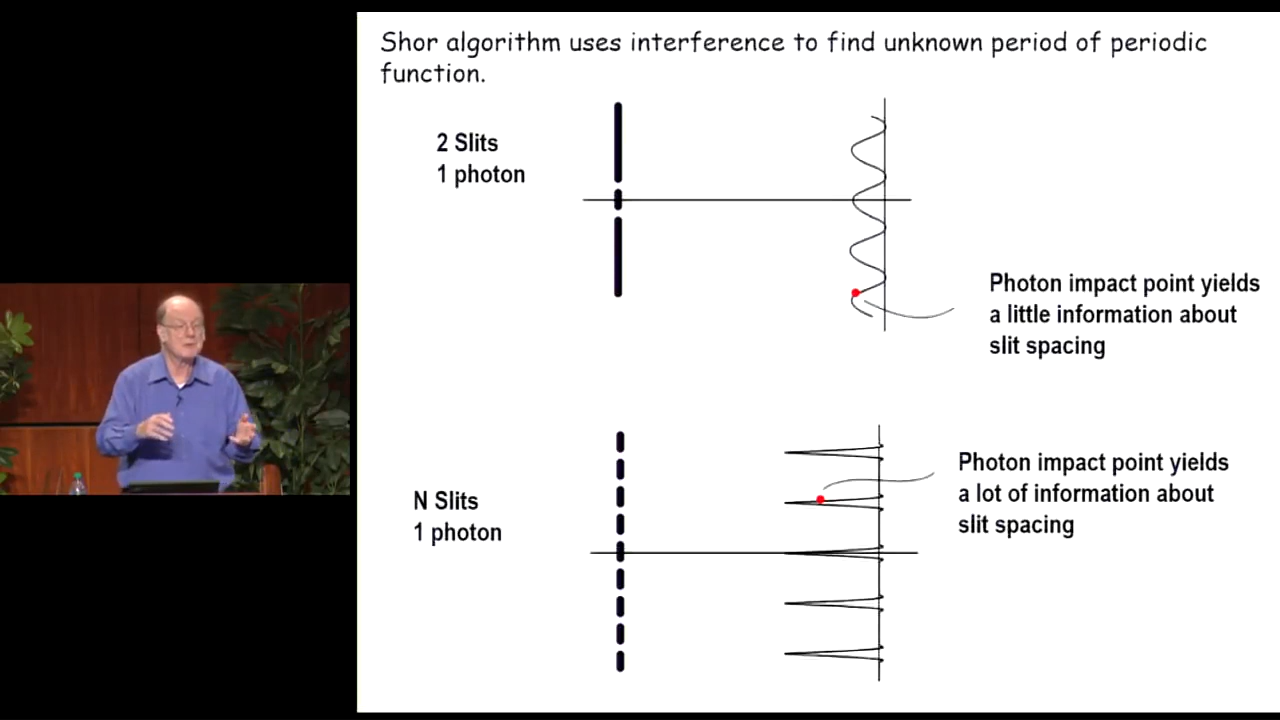 Shor algorithm uses interference to find unknown period of periodic
function.
2 Slits
1 photon
Photon impact point yields
a little information about
slit spacing
N Slits
1 photon
Photon impact point yields
a lot of information about
slit spacing